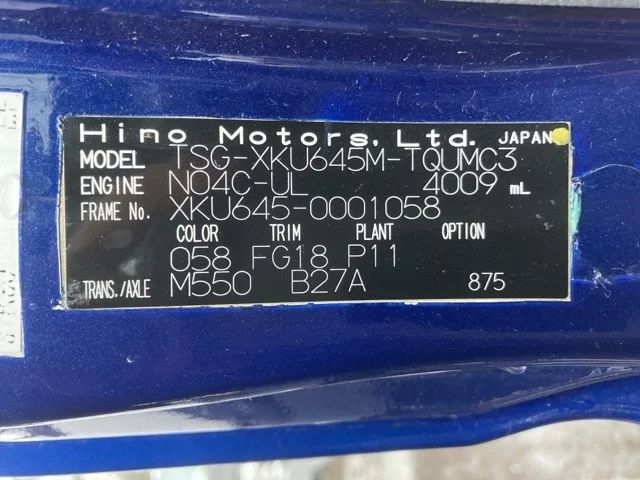 Hino Motors, Ltd. JAPAN
MODEL TSG-XKU645M-TQUMC3
ENGINE N04C-UL 4009 mL
FRAME No. XKU645-0001058
COLOR TRIM PLANT OPTION
058 FG18 P11
TRANS./AXLE M550 B27A 875